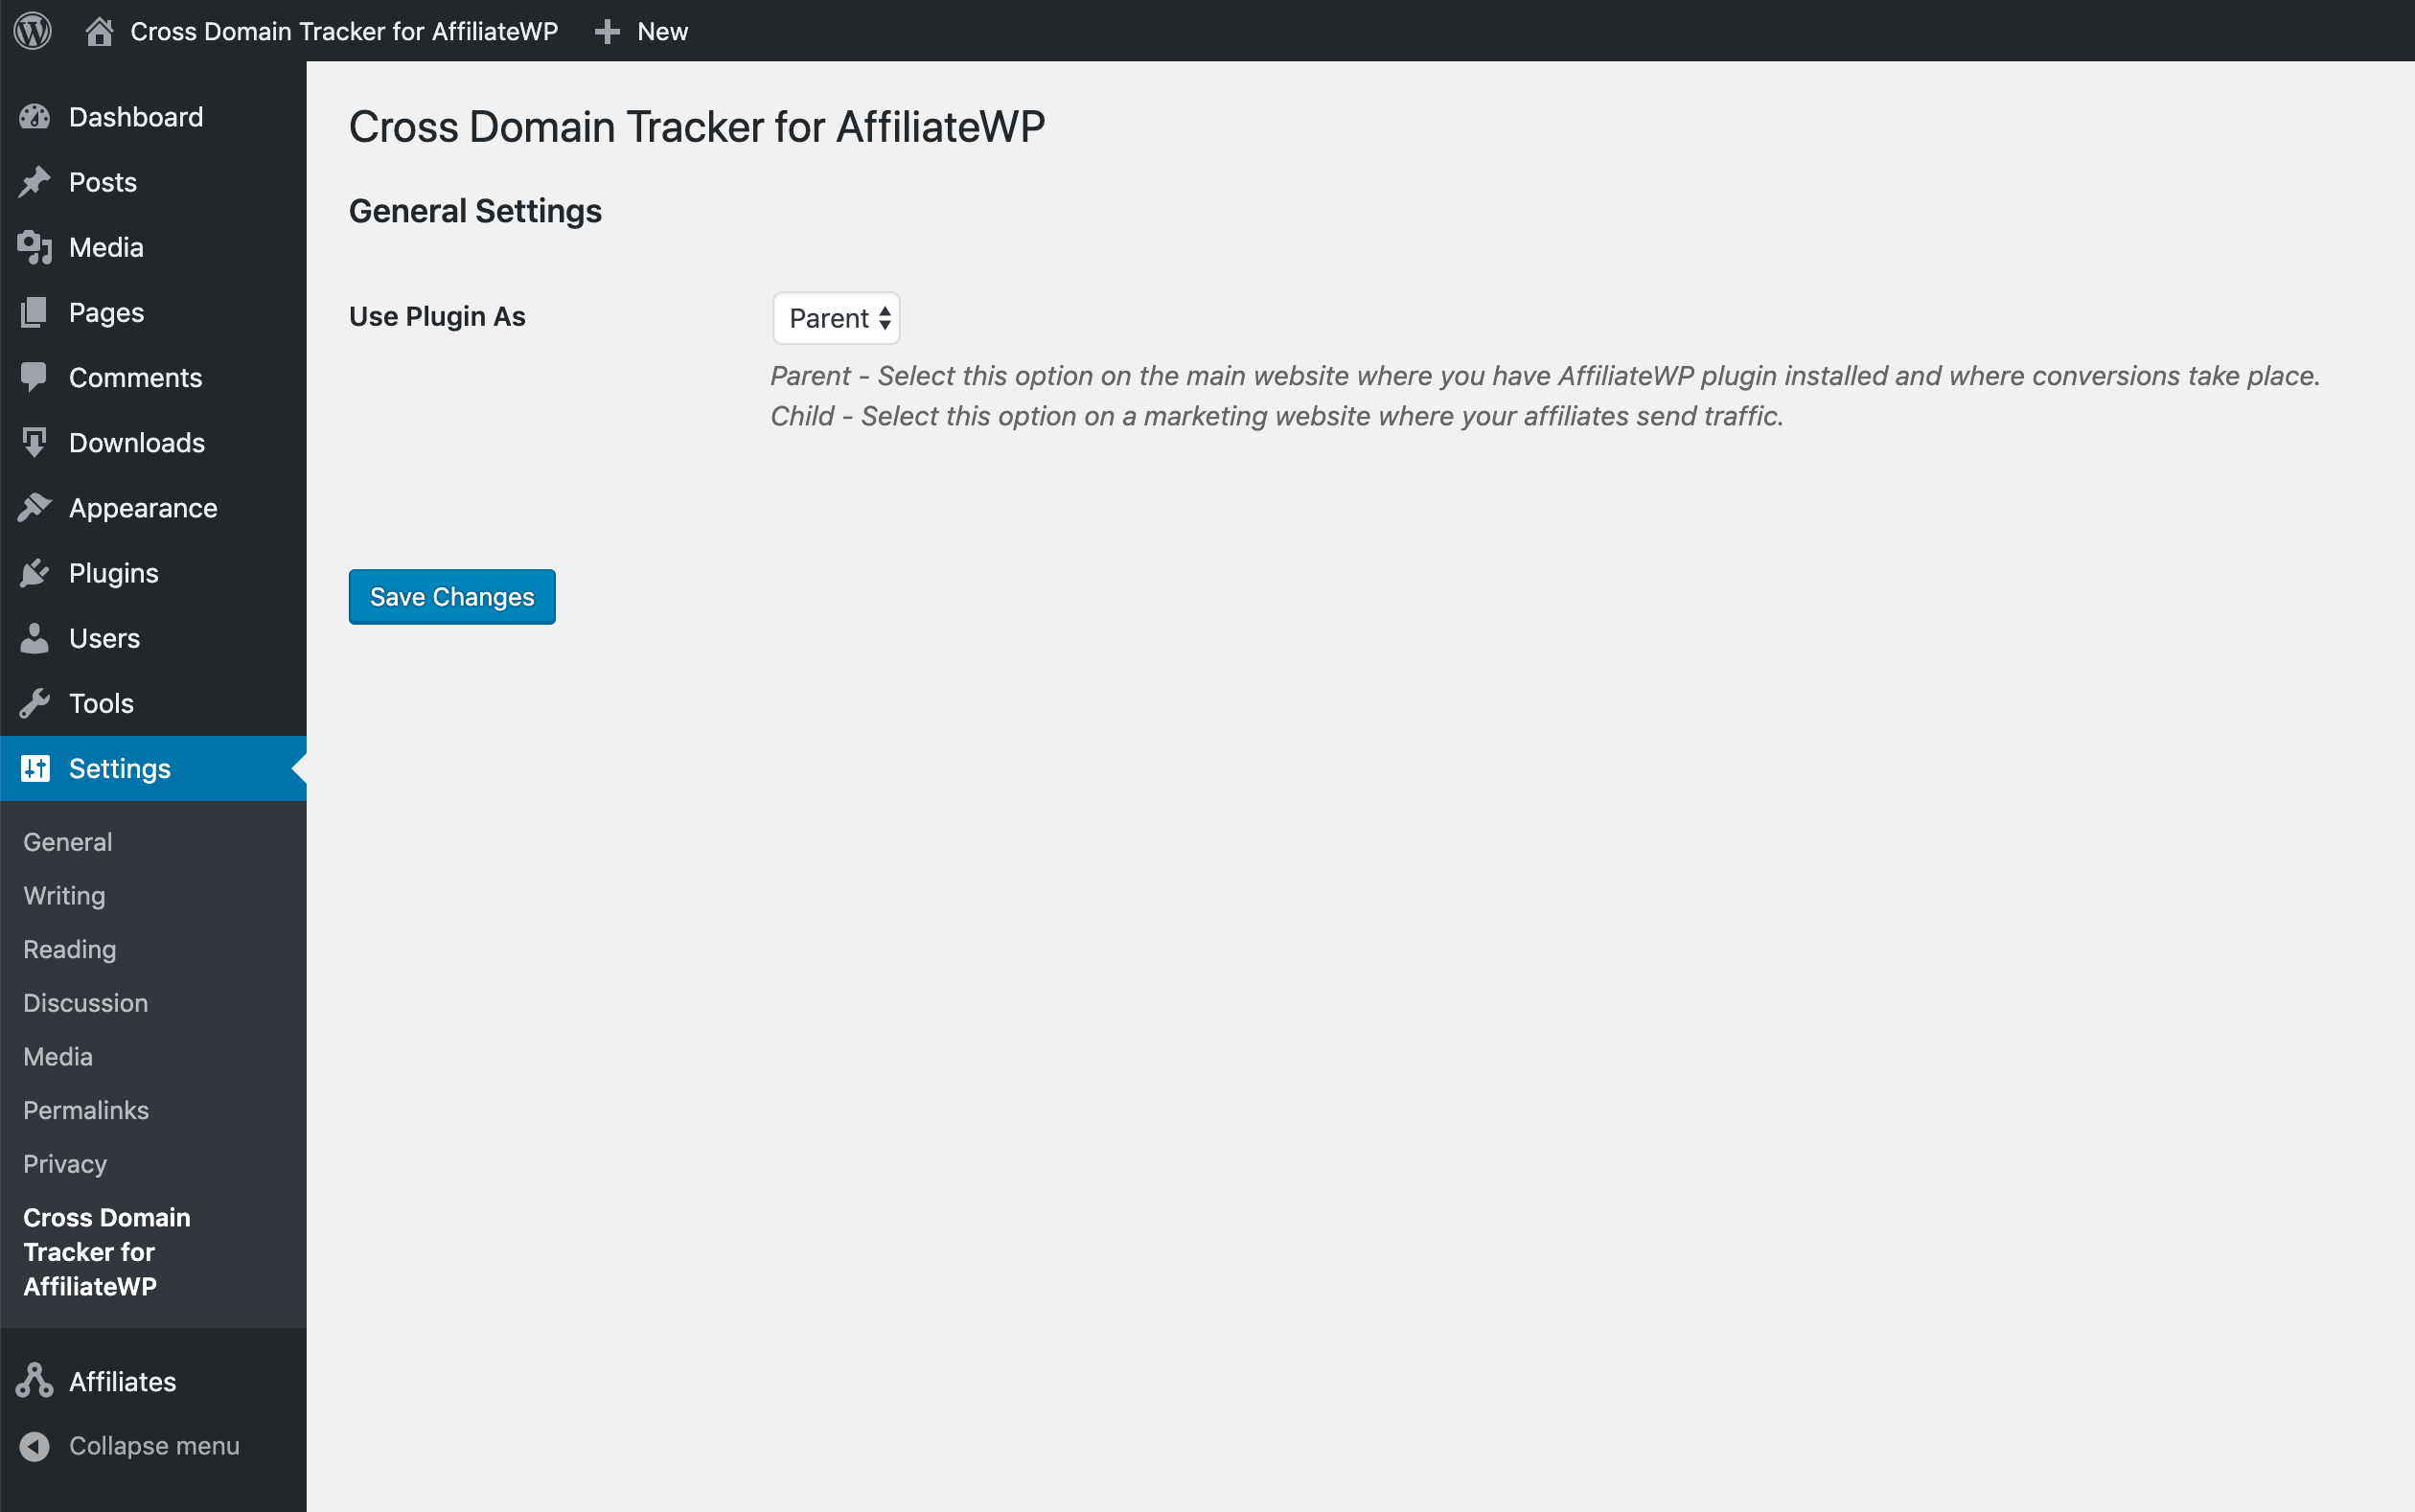 Cross Domain Tracker for AffiliateWP
New
Dashboard
Posts
Media
Pages
Comments
Downloads
Appearance
Plugins
Users
Tools
Settings
General
Writing
Reading
Discussion
Media
Permalinks
Privacy
Cross Domain
Tracker for
AffiliateWP
Affiliates
Collapse menu
Cross Domain Tracker for AffiliateWP
General Settings
Use Plugin As
Parent
Parent - Select this option on the main website where you have AffiliateWP plugin installed and where conversions take place.
Child - Select this option on a marketing website where your affiliates send traffic.
Save Changes